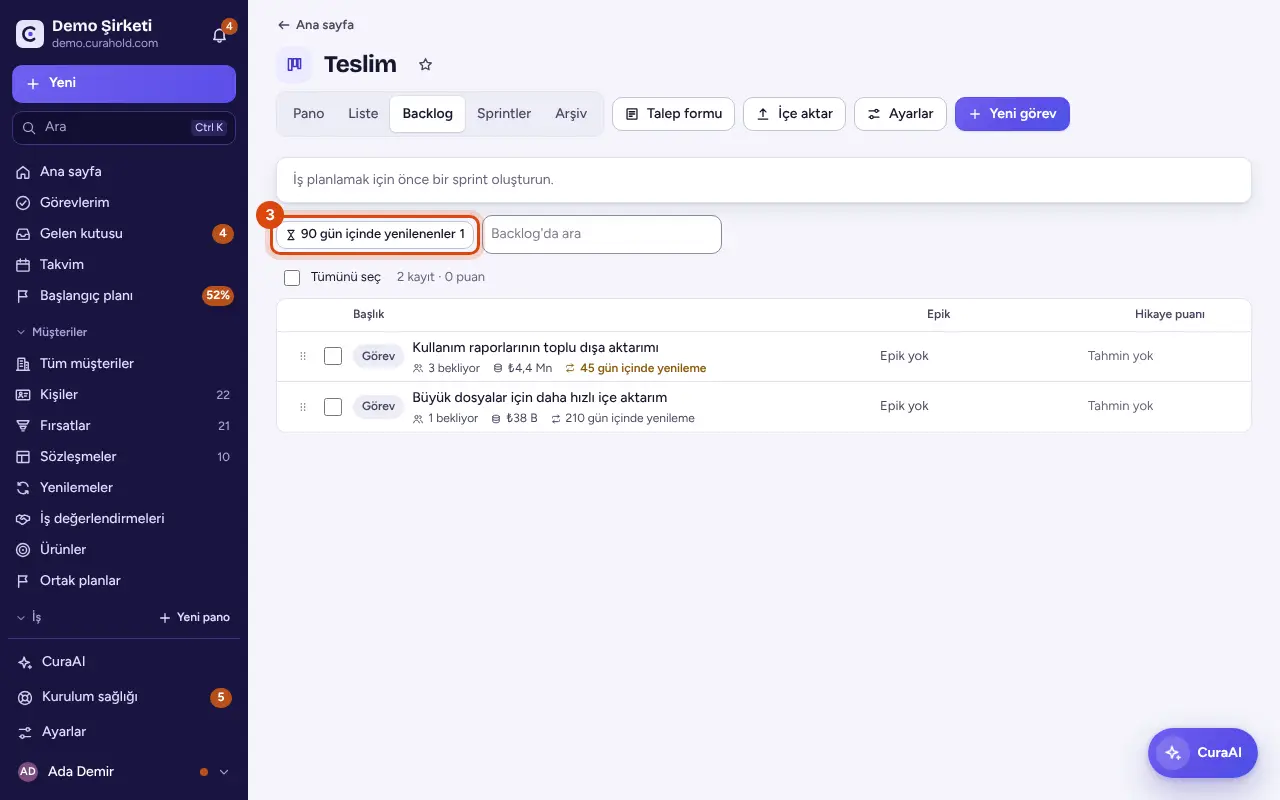 Demo Şirketi
demo.curahold.com
4
Yeni
Ara
Ctrl K
Ana sayfa
Görevlerim
Gelen kutusu
4
Takvim
Başlangıç planı
52%
Müşteriler
Tüm müşteriler
Kişiler
22
Fırsatlar
21
Sözleşmeler
10
Yenilemeler
İş değerlendirmeleri
Ürünler
Ortak planlar
İş
Yeni pano
CuraAI
Kurulum sağlığı
5
Ayarlar
AD
Ada Demir
Ana sayfa
Teslim
Pano
Liste
Backlog
Sprintler
Arşiv
Talep formu
İçe aktar
Ayarlar
Yeni görev
İş planlamak için önce bir sprint oluşturun.
3
90 gün içinde yenilenenler 1
Backlog'da ara
Tümünü seç
2 kayıt · 0 puan
Başlık
Epik
Hikaye puanı
Görev
Kullanım raporlarının toplu dışa aktarımı
3 bekliyor
₺4,4 Mn
45 gün içinde yenileme
Epik yok
Tahmin yok
Görev
Büyük dosyalar için daha hızlı içe aktarım
1 bekliyor
₺38 B
210 gün içinde yenileme
Epik yok
Tahmin yok
CuraAI